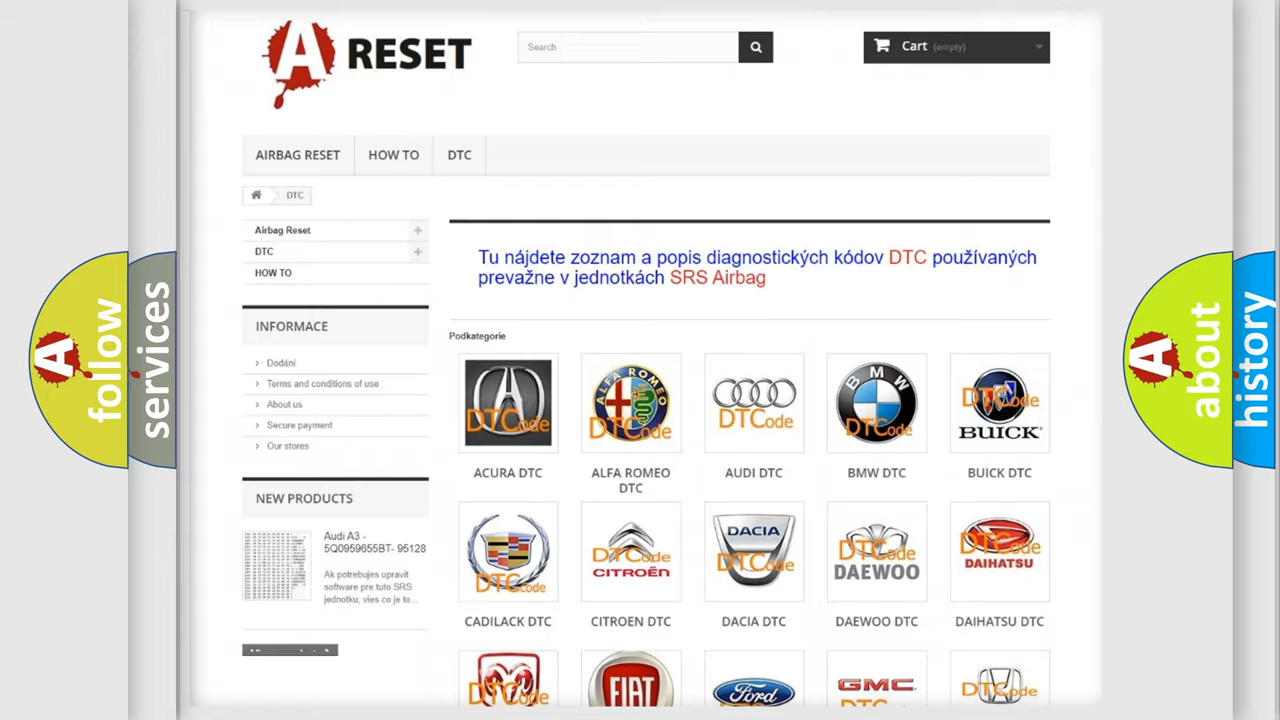 A RESET
Search
Cart (empty)
AIRBAG RESET
HOW TO
DTC
DTC
Airbag Reset
DTC
HOW TO
INFORMACE
Dodání
Terms and conditions of use
About us
Secure payment
Our stores
NEW PRODUCTS
Audi A3 -
5Q0959655BT- 95128
Ak potrebujes upravit
software pre tuto SRS
jednotku, vies co je to...
Tu nájdete zoznam a popis diagnostických kódov DTC používaných
prevažne v jednotkách SRS Airbag
Podkategorie
DTCode
ALFA ROMEO
DTCode
DTCode
BMW
DTCode
DTCode
BUICK
ACURA DTC
ALFA ROMEO
DTC
AUDI DTC
BMW DTC
BUICK DTC
DTCode
DTCode
CITROËN
DACIA
DTCode
DTCode
DAEWOO
DTCode
DAIHATSU
CADILACK DTC
CITROEN DTC
DACIA DTC
DAEWOO DTC
DAIHATSU DTC
DTCode
FIAT
Ford
GMC
DTCode
A
follow
services
A
about
history